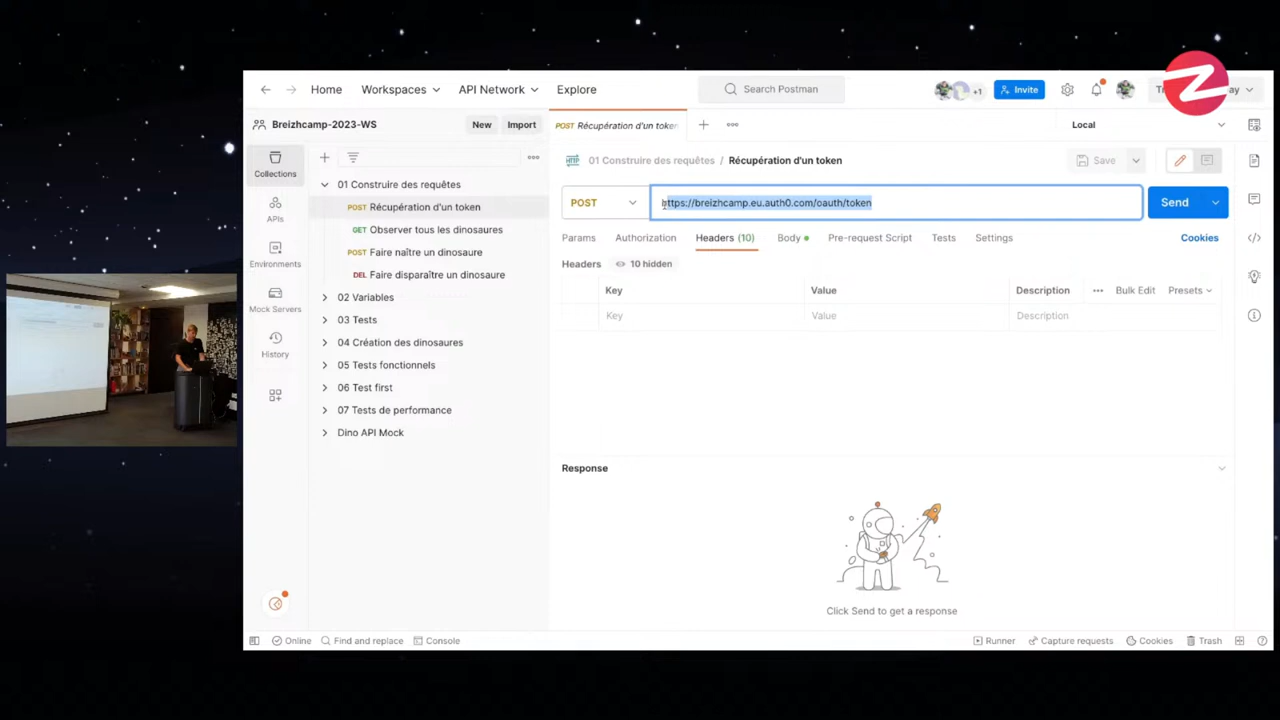 Home Workspaces API Network Explore Search Postman +1 Invite
Breizhcamp-2023-WS New Import POST Récupération d'un token Local
Collections
APIs
Environments
Mock Servers
History
01 Construire des requêtes
POST Récupération d'un token
GET Observer tous les dinosaures
POST Faire naître un dinosaure
DEL Faire disparaître un dinosaure
02 Variables
03 Tests
04 Création des dinosaures
05 Tests fonctionnels
06 Test first
07 Tests de performance
Dino API Mock
HTTP 01 Construire des requêtes / Récupération d'un token Save
POST https://breizhcamp.eu.auth0.com/oauth/token Send
Params Authorization Headers (10) Body Pre-request Script Tests Settings Cookies
Headers 10 hidden
Key Value Description Bulk Edit Presets
Key Value Description
Response
Click Send to get a response
Online Find and replace Console Runner Capture requests Cookies Trash